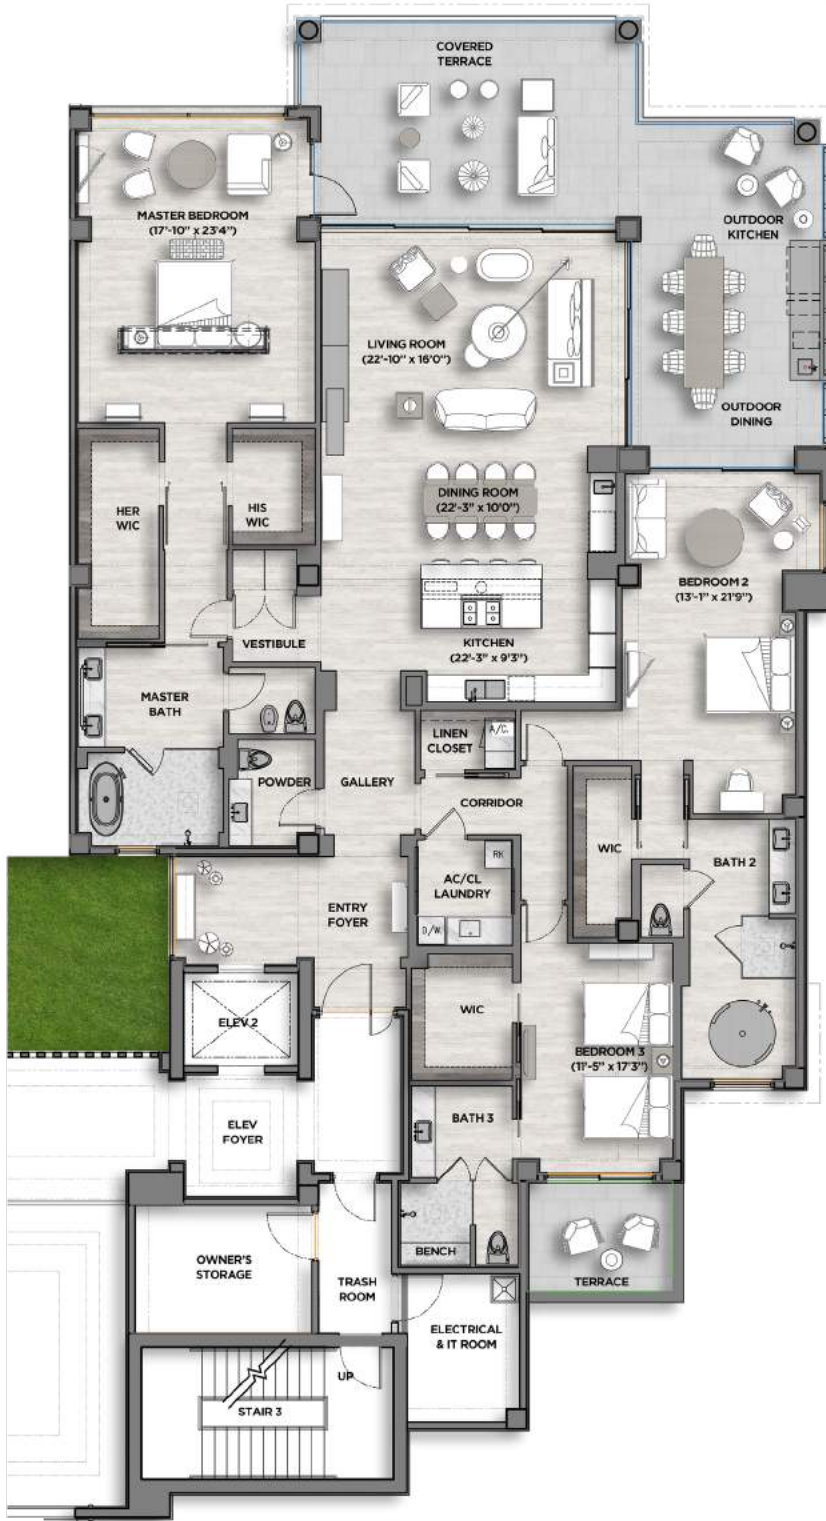 COVERED
TERRACE
MASTER BEDROOM
(17'-10" x 23'4")
OUTDOOR
KITCHEN
LIVING ROOM
(22'-10" x 16'0")
OUTDOOR
DINING
HER
WIC
HIS
WIC
DINING ROOM
(22'-3" x 10'0")
BEDROOM 2
(13'-1" x 21'9")
VESTIBULE
KITCHEN
(22'-3" x 9'3")
MASTER
BATH
LINEN
CLOSET
A/C.
POWDER
GALLERY
CORRIDOR
WIC
BATH 2
RK
AC/CL
LAUNDRY
D/W.
ENTRY
FOYER
ELEV 2
WIC
BEDROOM 3
(11'-5" x 17'3")
ELEV
FOYER
BATH 3
BENCH
OWNER'S
STORAGE
TRASH
ROOM
TERRACE
ELECTRICAL
& IT ROOM
UP
STAIR 3